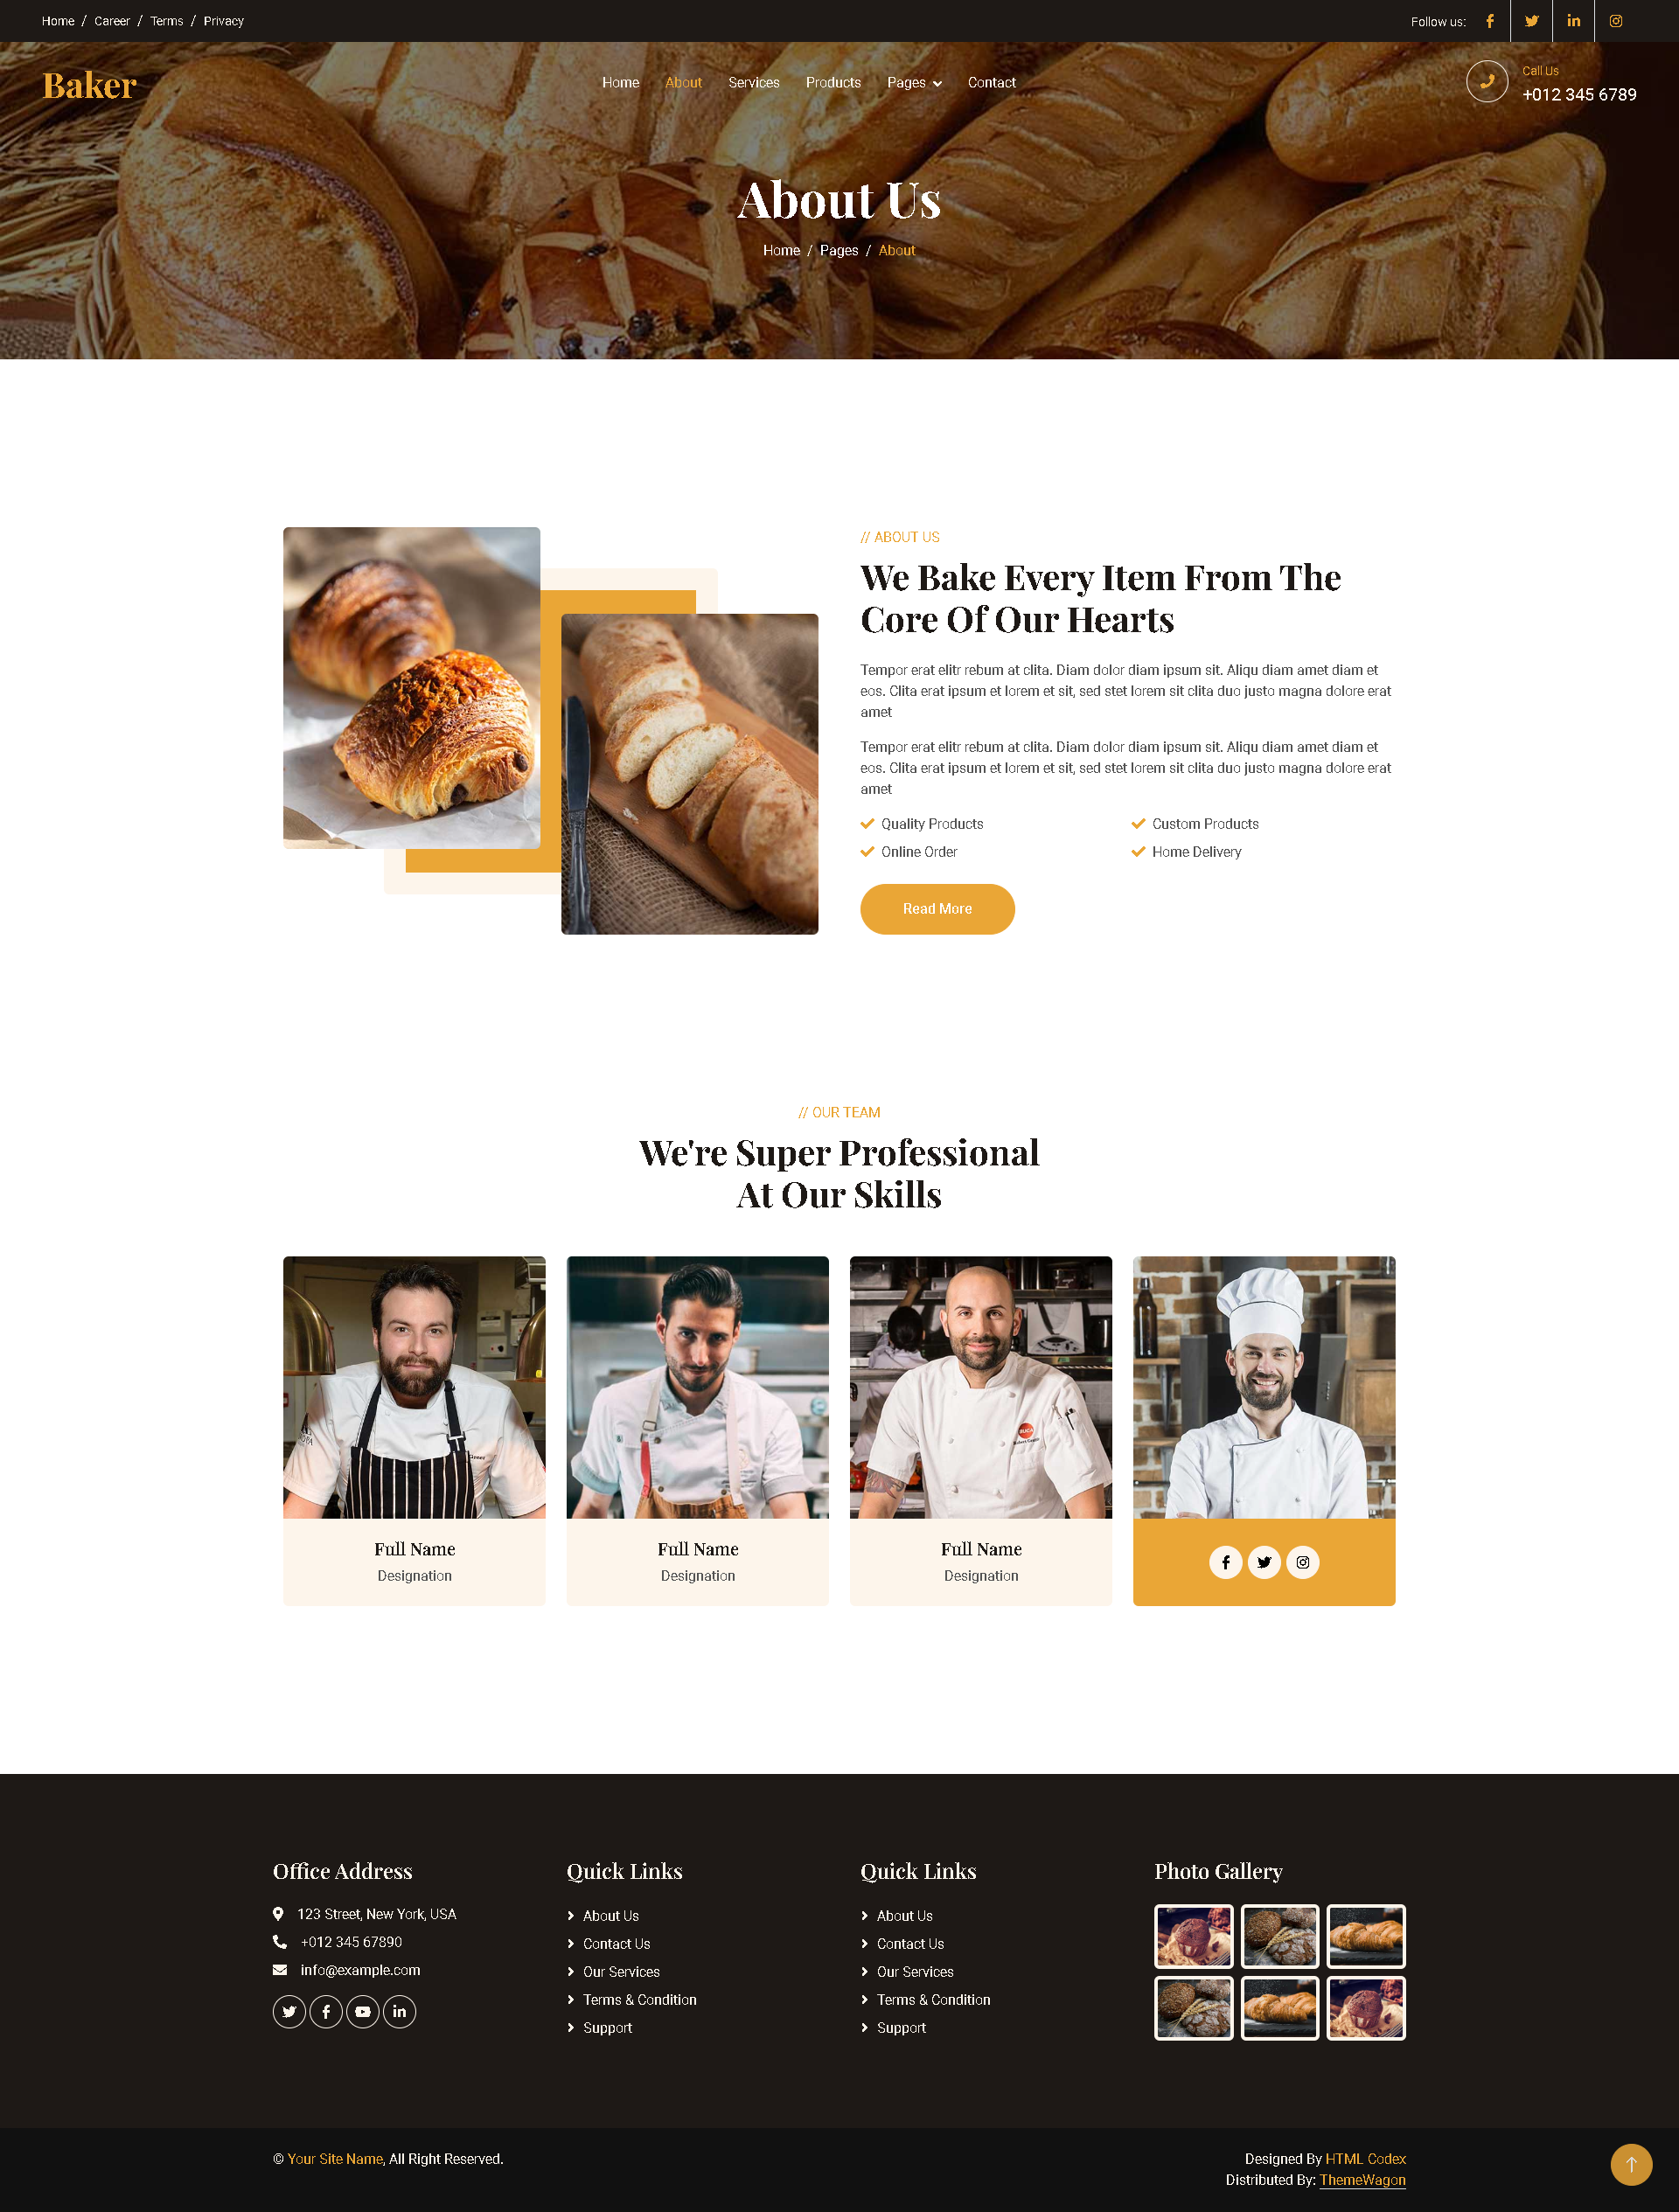 Home / Career / Terms / Privacy
Follow us:
Baker
Home About Services Products Pages Contact
Call Us
+012 345 6789
About Us
Home / Pages / About
// ABOUT US
We Bake Every Item From The
Core Of Our Hearts
Tempor erat elitr rebum at clita. Diam dolor diam ipsum sit. Aliqu diam amet diam et
eos. Clita erat ipsum et lorem et sit, sed stet lorem sit clita duo justo magna dolore erat
amet
Tempor erat elitr rebum at clita. Diam dolor diam ipsum sit. Aliqu diam amet diam et
eos. Clita erat ipsum et lorem et sit, sed stet lorem sit clita duo justo magna dolore erat
amet
Quality Products
Custom Products
Online Order
Home Delivery
Read More
// OUR TEAM
We're Super Professional
At Our Skills
Full Name
Designation
Full Name
Designation
Full Name
Designation
Office Address
123 Street, New York, USA
+012 345 67890
info@example.com
Quick Links
About Us
Contact Us
Our Services
Terms & Condition
Support
Quick Links
About Us
Contact Us
Our Services
Terms & Condition
Support
Photo Gallery
© Your Site Name, All Right Reserved.
Designed By HTML Codex
Distributed By: ThemeWagon